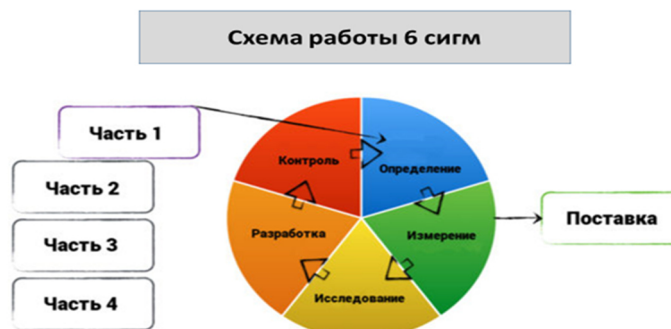 Схема работы 6 сигм
Часть 1
Часть 2
Часть 3
Часть 4
Контроль
Определение
Разработка
Измерение
Исследование
Поставка